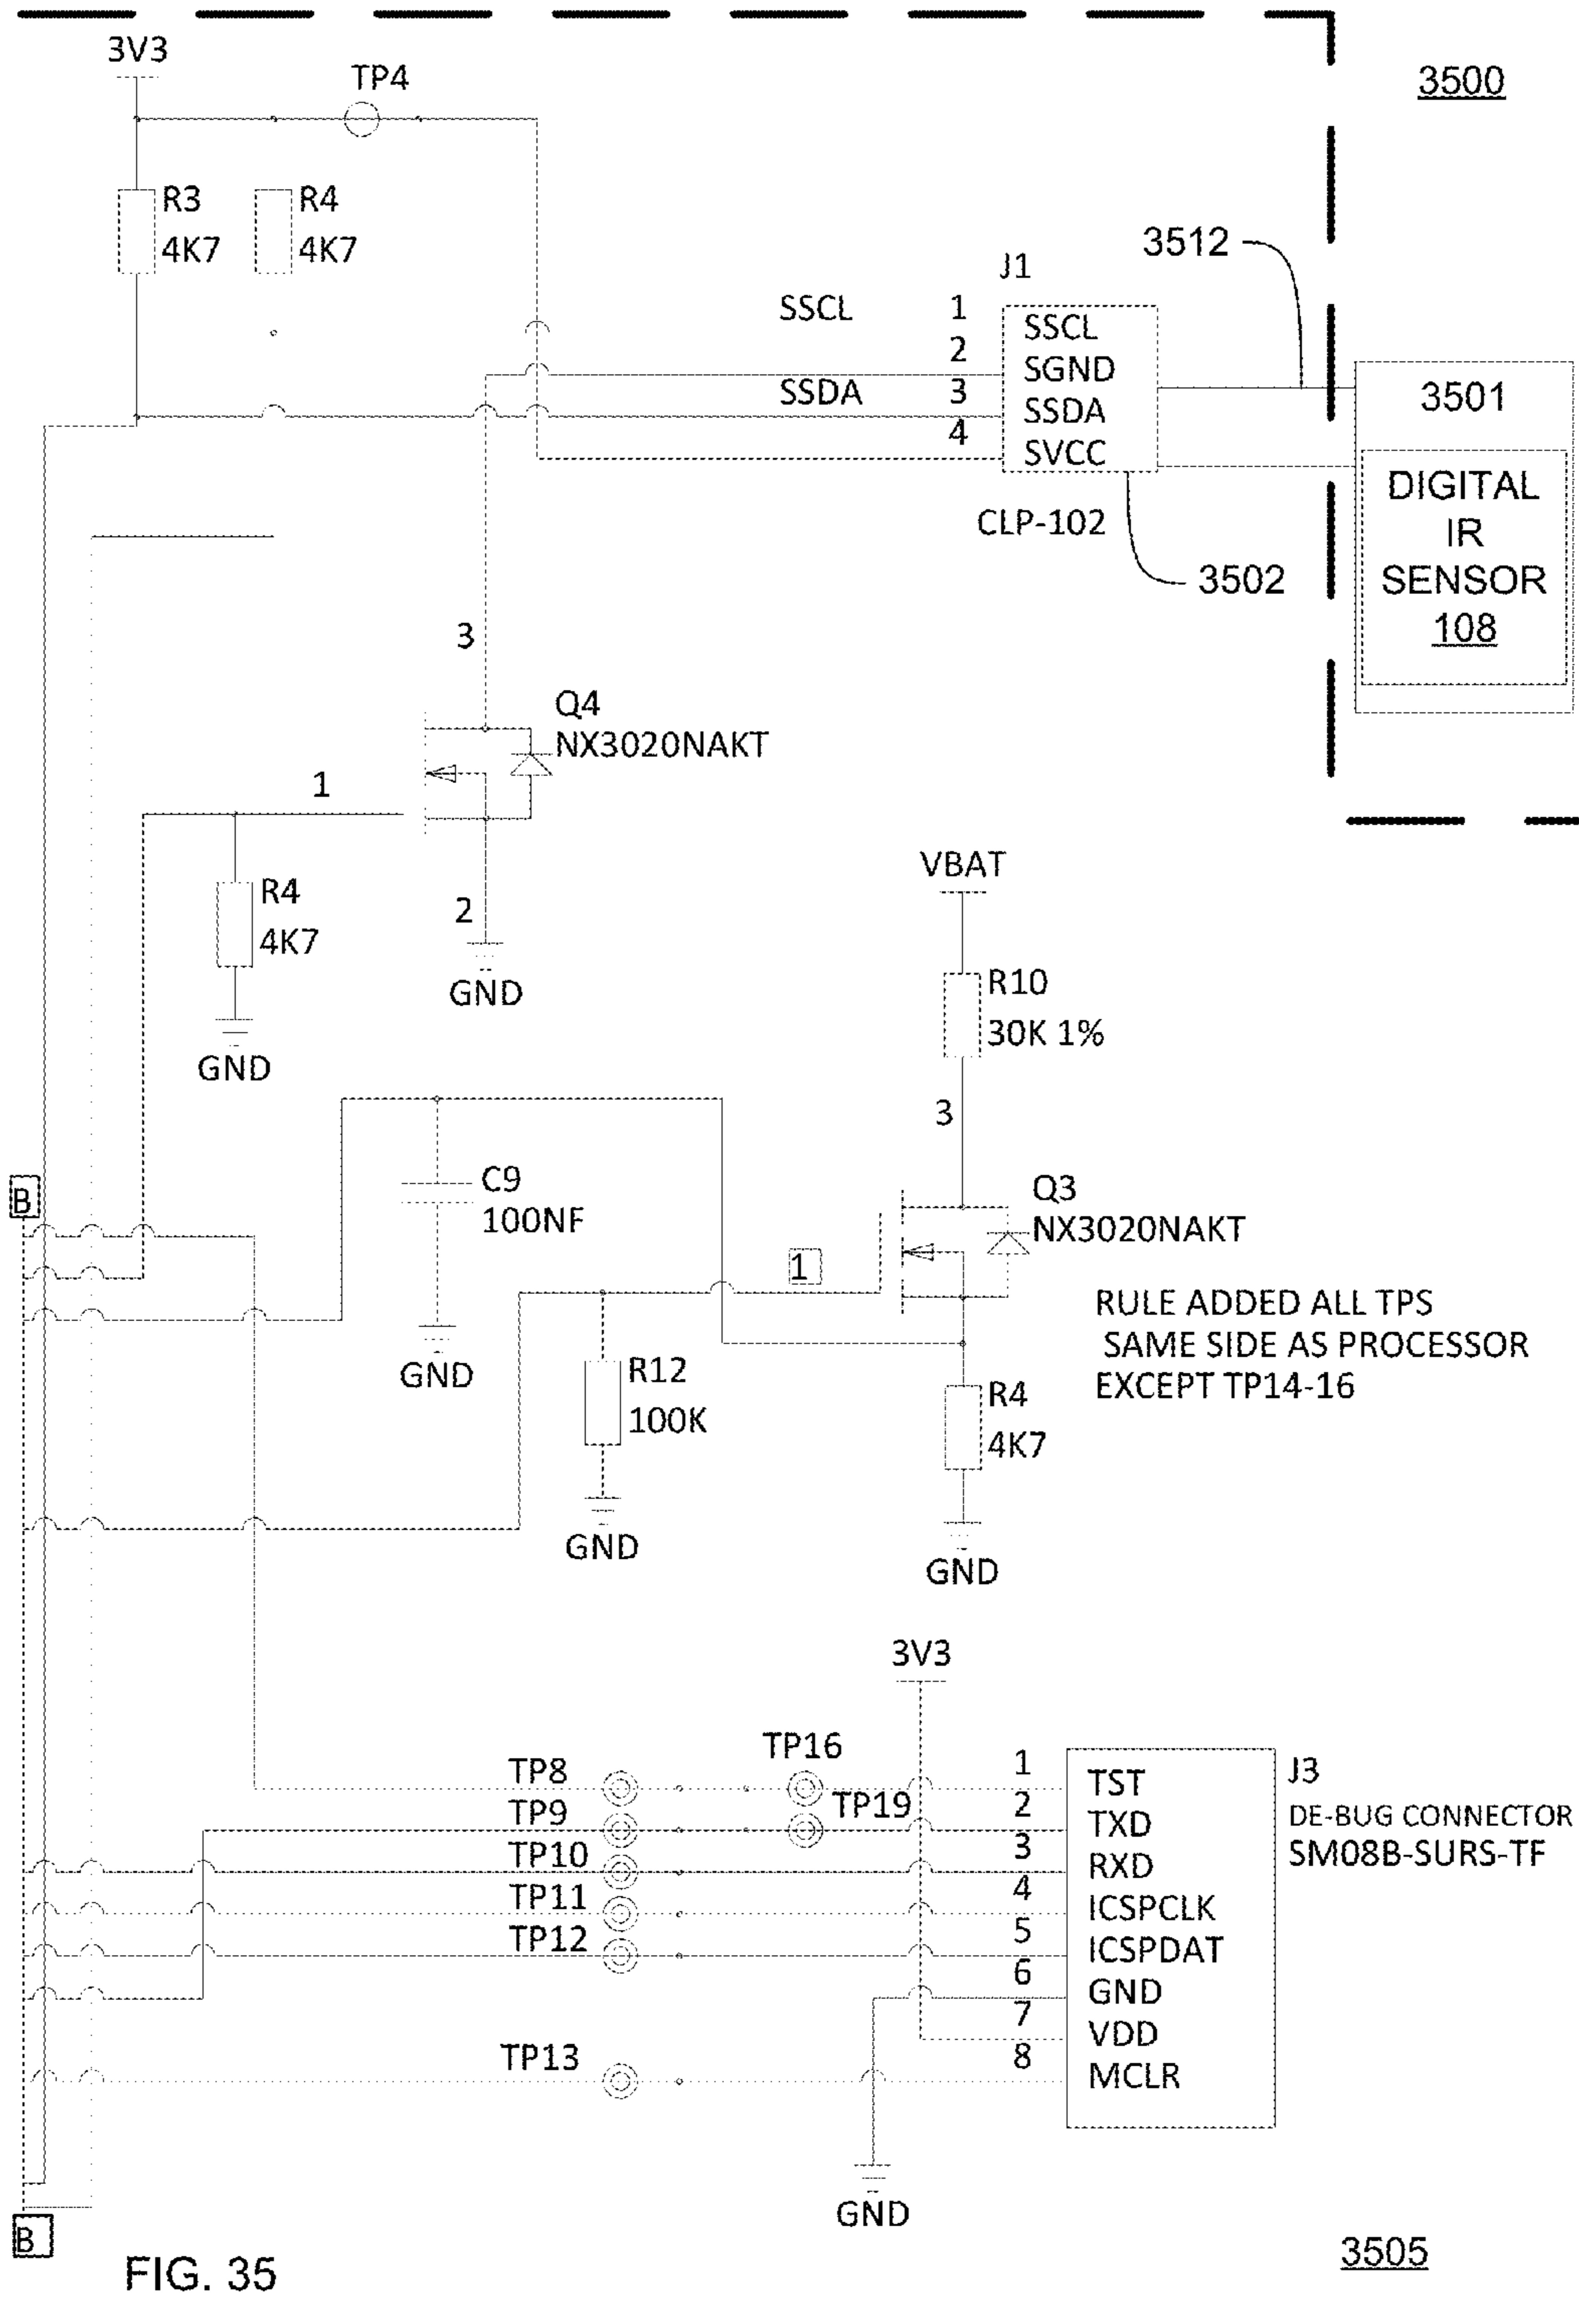 3V3
TP4
3500
R3
4K7
R4
4K7
3512
J1
SSCL
1
SSCL
2
SGND
SSDA
3
SSDA
4
SVCC
3501
CLP-102
3502
DIGITAL
IR
SENSOR
108
3
Q4
NX3020NAKT
1
R4
4K7
2
GND
GND
VBAT
R10
30K 1%
3
B
C9
100NF
Q3
NX3020NAKT
1
GND
R12
100K
RULE ADDED ALL TPS
SAME SIDE AS PROCESSOR
EXCEPT TP14-16
R4
4K7
GND
GND
3V3
TP8
TP16
1
TST
J3
TP9
TP19
2
TXD
DE-BUG CONNECTOR
TP10
3
RXD
SM08B-SURS-TF
TP11
4
ICSPCLK
TP12
5
ICSPDAT
6
GND
7
VDD
TP13
8
MCLR
GND
B
FIG. 35
3505